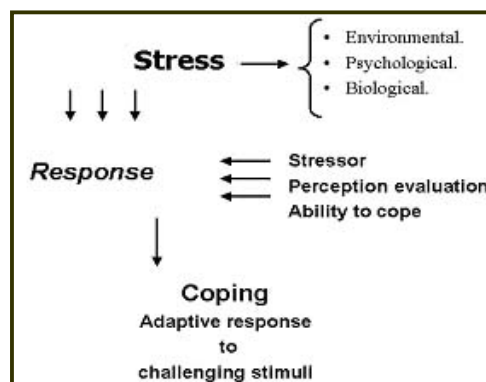 Stress
• Environmental.
• Psychological.
• Biological.
Response
Stressor
Perception evaluation
Ability to cope
Coping
Adaptive response
to
challenging stimuli